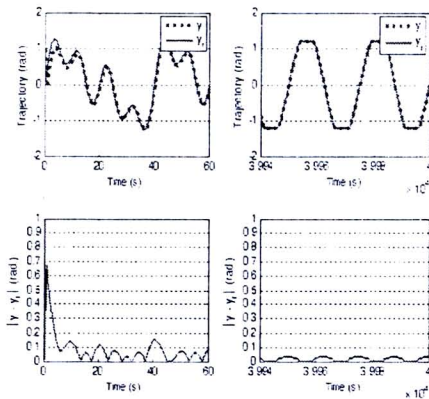 2
1
0
-1
-2
Trajectory (rad)
y
y_r
0 20 40 60
Time (s)
2
1
0
-1
-2
Trajectory (rad)
y
y_r
3.994 3.996 3.998 4
Time (s)
× 10⁴
1
0.9
0.8
0.7
0.6
0.5
0.4
0.3
0.2
0.1
0
|y - y_r| (rad)
0 20 40 60
Time (s)
1
0.9
0.8
0.7
0.6
0.5
0.4
0.3
0.2
0.1
0
|y - y_r| (rad)
3.994 3.996 3.998 4
Time (s)
× 10⁴